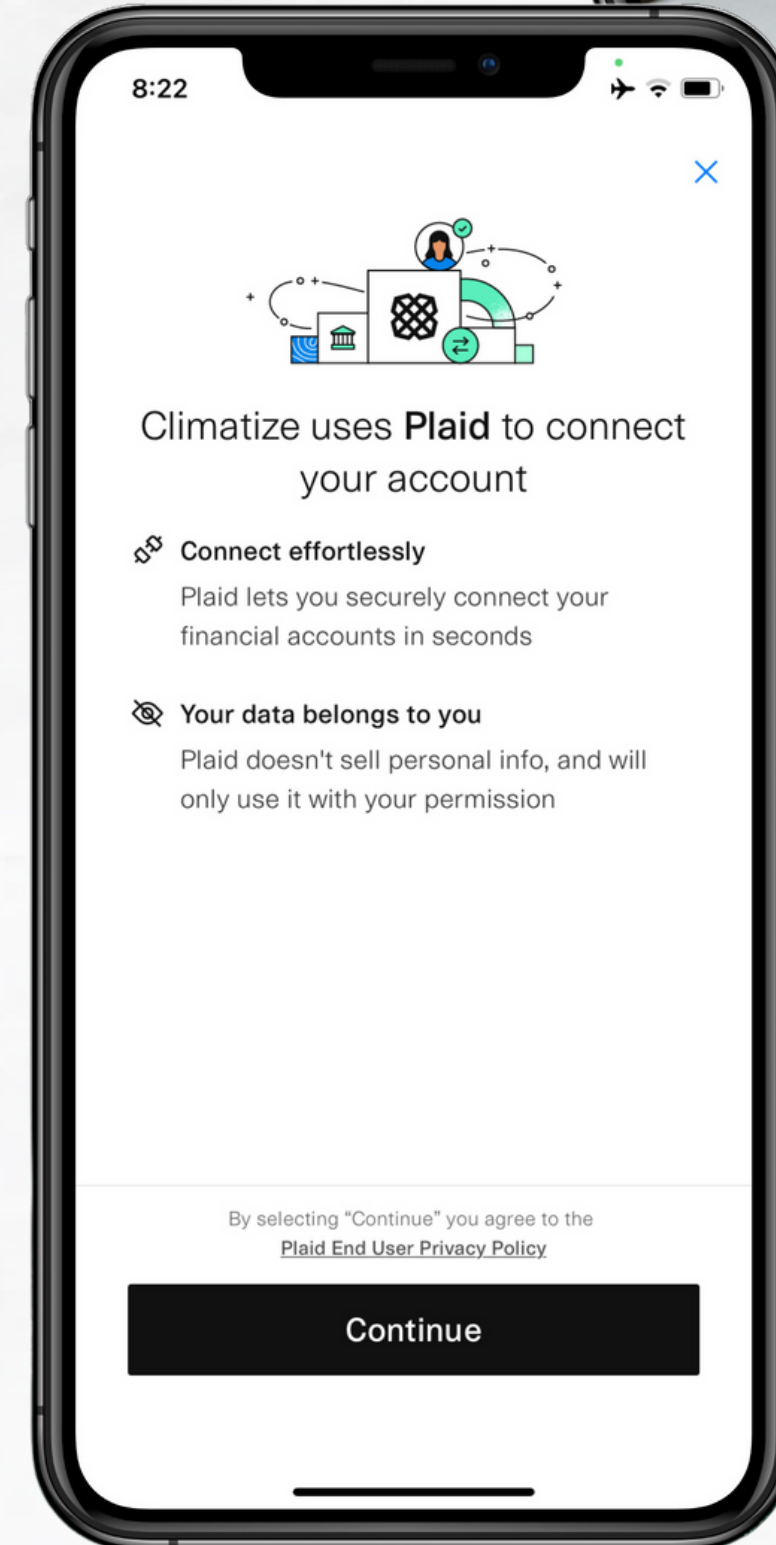 8:22
Climatize uses Plaid to connect
your account
Connect effortlessly
Plaid lets you securely connect your
financial accounts in seconds
Your data belongs to you
Plaid doesn't sell personal info, and will
only use it with your permission
By selecting “Continue” you agree to the
Plaid End User Privacy Policy
Continue